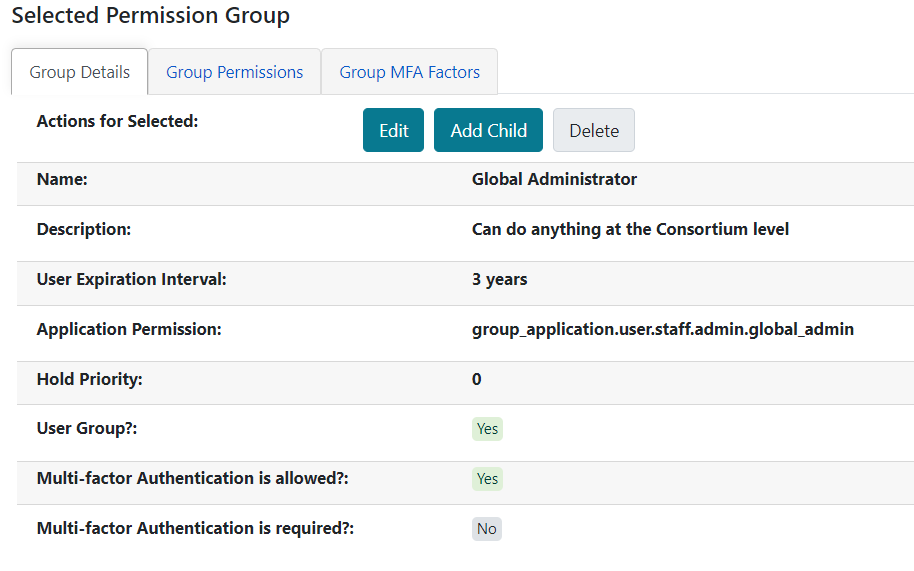 Selected Permission Group
Group Details Group Permissions Group MFA Factors
Actions for Selected: Edit Add Child Delete
Name: Global Administrator
Description: Can do anything at the Consortium level
User Expiration Interval: 3 years
Application Permission: group_application.user.staff.admin.global_admin
Hold Priority: 0
User Group?: Yes
Multi-factor Authentication is allowed?: Yes
Multi-factor Authentication is required?: No